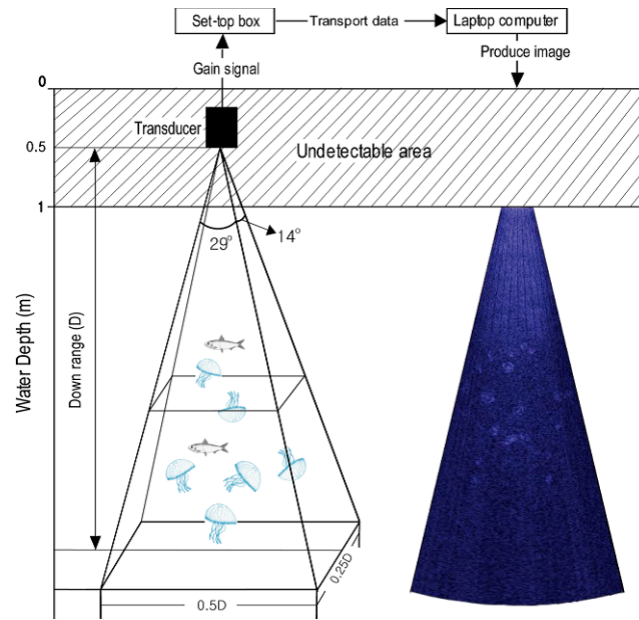 Set-top box
Transport data
Laptop computer
Gain signal
Produce image
0
Transducer
0.5
Undetectable area
1
29°
14°
Water Depth (m)
Down range (D)
0.25D
0.5D